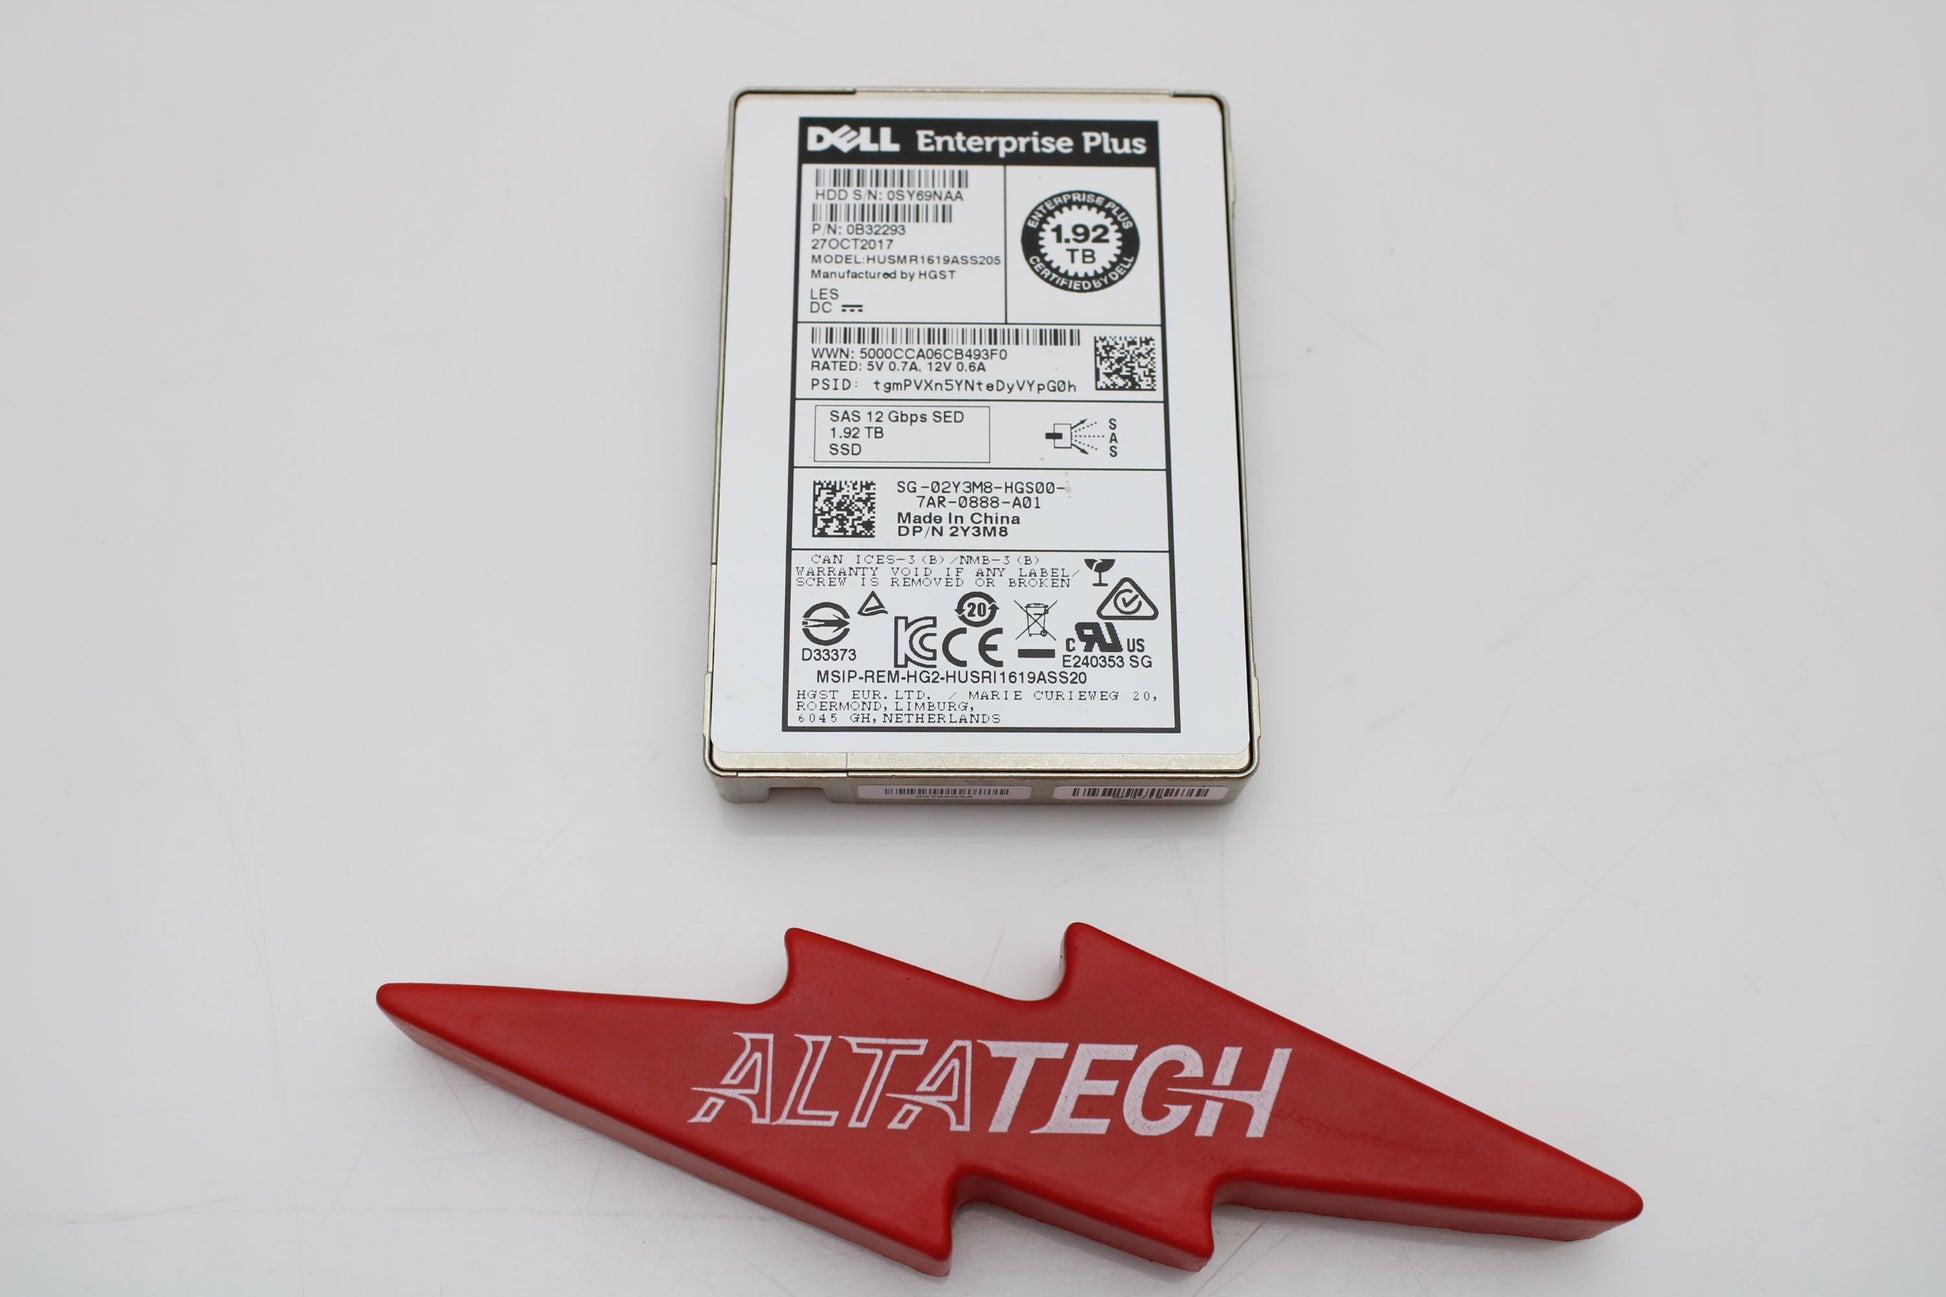 DELL Enterprise Plus
HDD S/N: 0SY69NAA
P/N: 0B32293
27OCT2017
MODEL:HUSMR1619ASS205
Manufactured by HGST
LES
DC
ENTERPRISE PLUS
1.92
TB
CERTIFIED BY DELL
WWN: 5000CCA06CB493F0
RATED: 5V 0.7A, 12V 0.6A
PSID: tgmPVXn5YNteDyVYpG0h
SAS 12 Gbps SED
1.92 TB
SSD
S
A
S
SG-02Y3M8-HGS00-
7AR-0888-A01
Made In China
DP/N 2Y3M8
CAN ICES-3(B)/NMB-3(B)
WARRANTY VOID IF ANY LABEL/
SCREW IS REMOVED OR BROKEN
20
D33373
CE
C US
E240353 SG
MSIP-REM-HG2-HUSRI1619ASS20
HGST EUR.LTD. / MARIE CURIEWEG 20,
ROERMOND, LIMBURG,
6045 GH, NETHERLANDS
0SY69NAA
ALTATECH